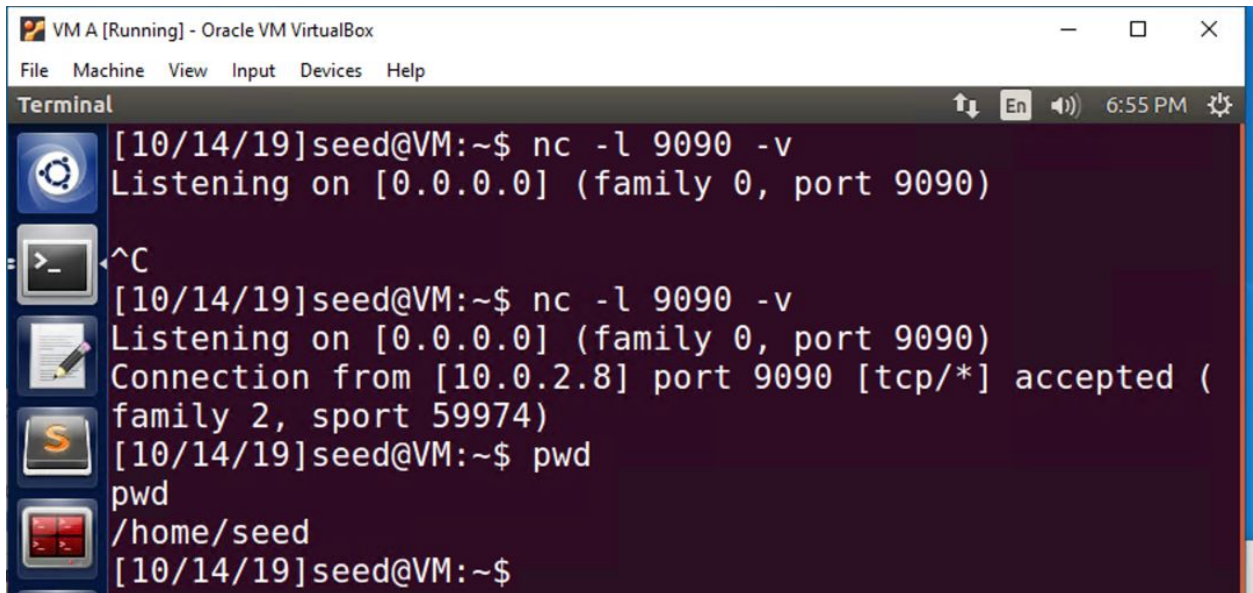 VM A [Running] - Oracle VM VirtualBox
File Machine View Input Devices Help
Terminal En 6:55 PM
[10/14/19]seed@VM:~$ nc -l 9090 -v
Listening on [0.0.0.0] (family 0, port 9090)
^C
[10/14/19]seed@VM:~$ nc -l 9090 -v
Listening on [0.0.0.0] (family 0, port 9090)
Connection from [10.0.2.8] port 9090 [tcp/*] accepted (
family 2, sport 59974)
[10/14/19]seed@VM:~$ pwd
pwd
/home/seed
[10/14/19]seed@VM:~$